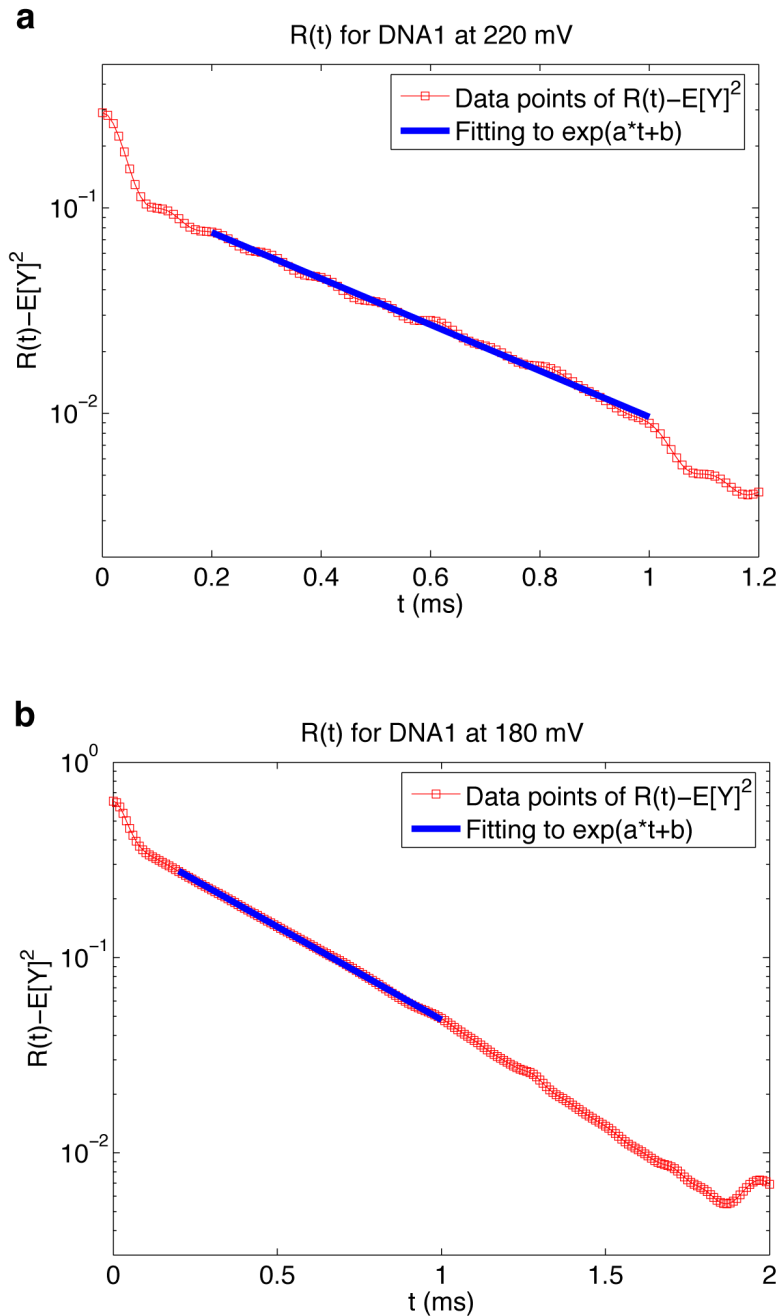 a
R(t) for DNA1 at 220 mV
Data points of R(t)−E[Y]²
Fitting to exp(a*t+b)
10⁻¹
10⁻²
R(t)−E[Y]²
0 0.2 0.4 0.6 0.8 1 1.2
t (ms)
b
R(t) for DNA1 at 180 mV
10⁰
Data points of R(t)−E[Y]²
Fitting to exp(a*t+b)
10⁻¹
10⁻²
R(t)−E[Y]²
0 0.5 1 1.5 2
t (ms)